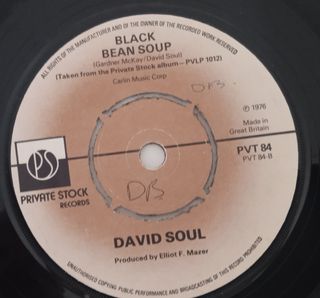 ALL RIGHTS OF THE MANUFACTURER AND OF THE OWNER OF THE RECORDED WORK RESERVED
BLACK
BEAN SOUP
(Gardner McKay/David Soul)
(Taken from the Private Stock album – PVLP 1012)
Carlin Music Corp
DAB.
℗ 1976
Made in
Great Britain
PVT 84
PVT 84-B
PS
PRIVATE STOCK
RECORDS
DB
DAVID SOUL
Produced by Elliot F. Mazer
UNAUTHORISED COPYING PUBLIC PERFORMANCE AND BROADCASTING OF THIS RECORD PROHIBITED